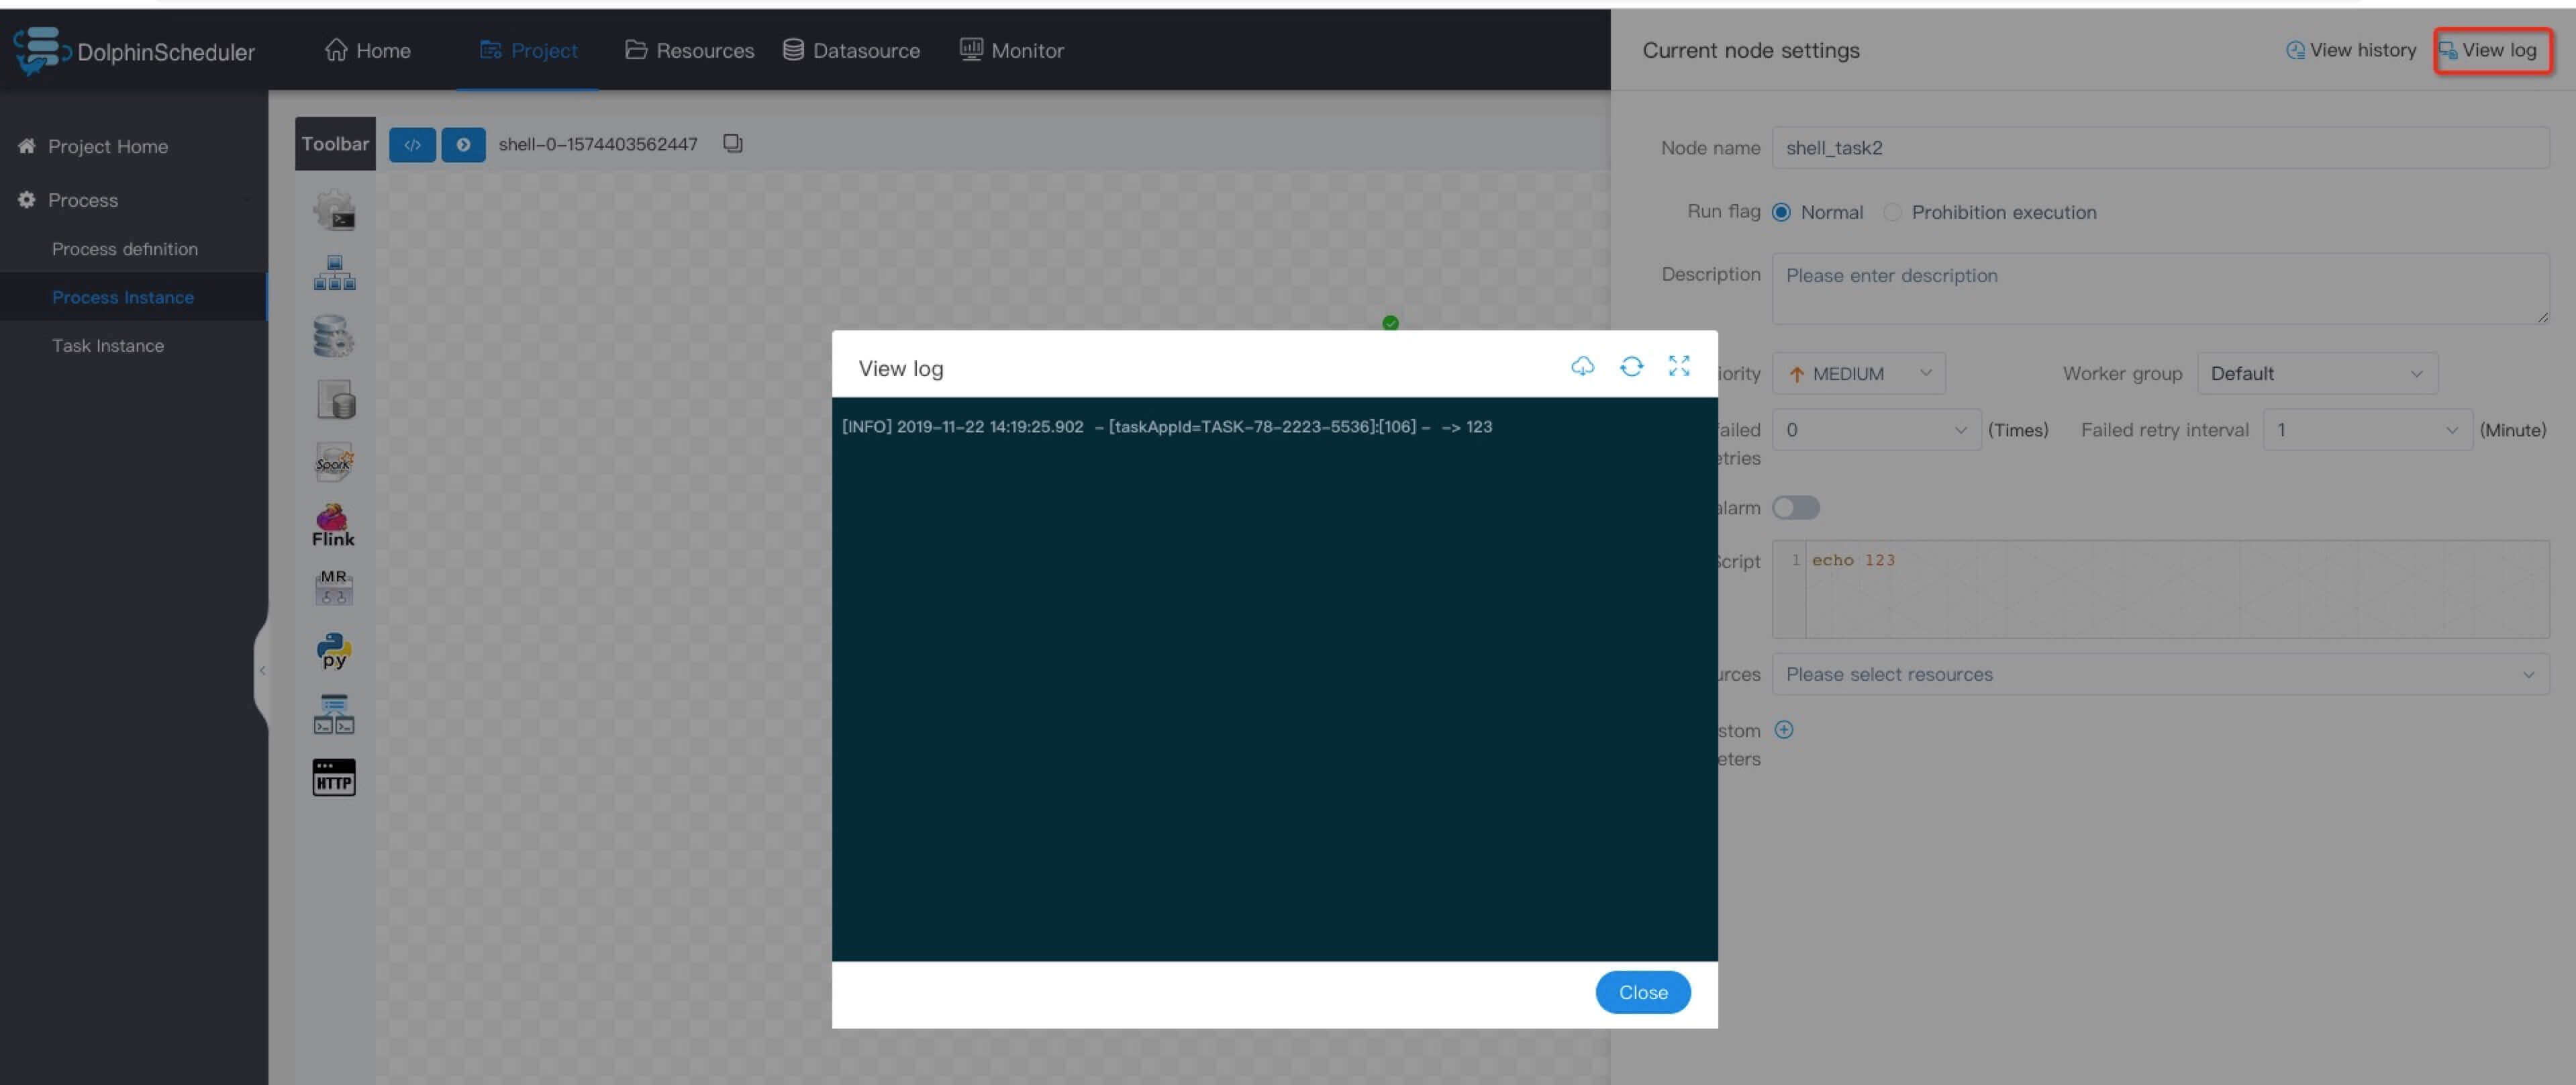 DolphinScheduler
Home
Project
Resources
Datasource
Monitor
Current node settings
View history
View log
Project Home
Process
Process definition
Process Instance
Task Instance
Toolbar
</>
shell-0-1574403562447
Spark
Flink
MR
py
HTTP
Node name
shell_task2
Run flag
Normal
Prohibition execution
Description
Please enter description
View log
[INFO] 2019-11-22 14:19:25.902 - [taskAppId=TASK-78-2223-5536]:[106] - -> 123
Close
iority
MEDIUM
Worker group
Default
ailed
etries
0
(Times)
Failed retry interval
1
(Minute)
alarm
Script
1 echo 123
urces
Please select resources
stom
eters